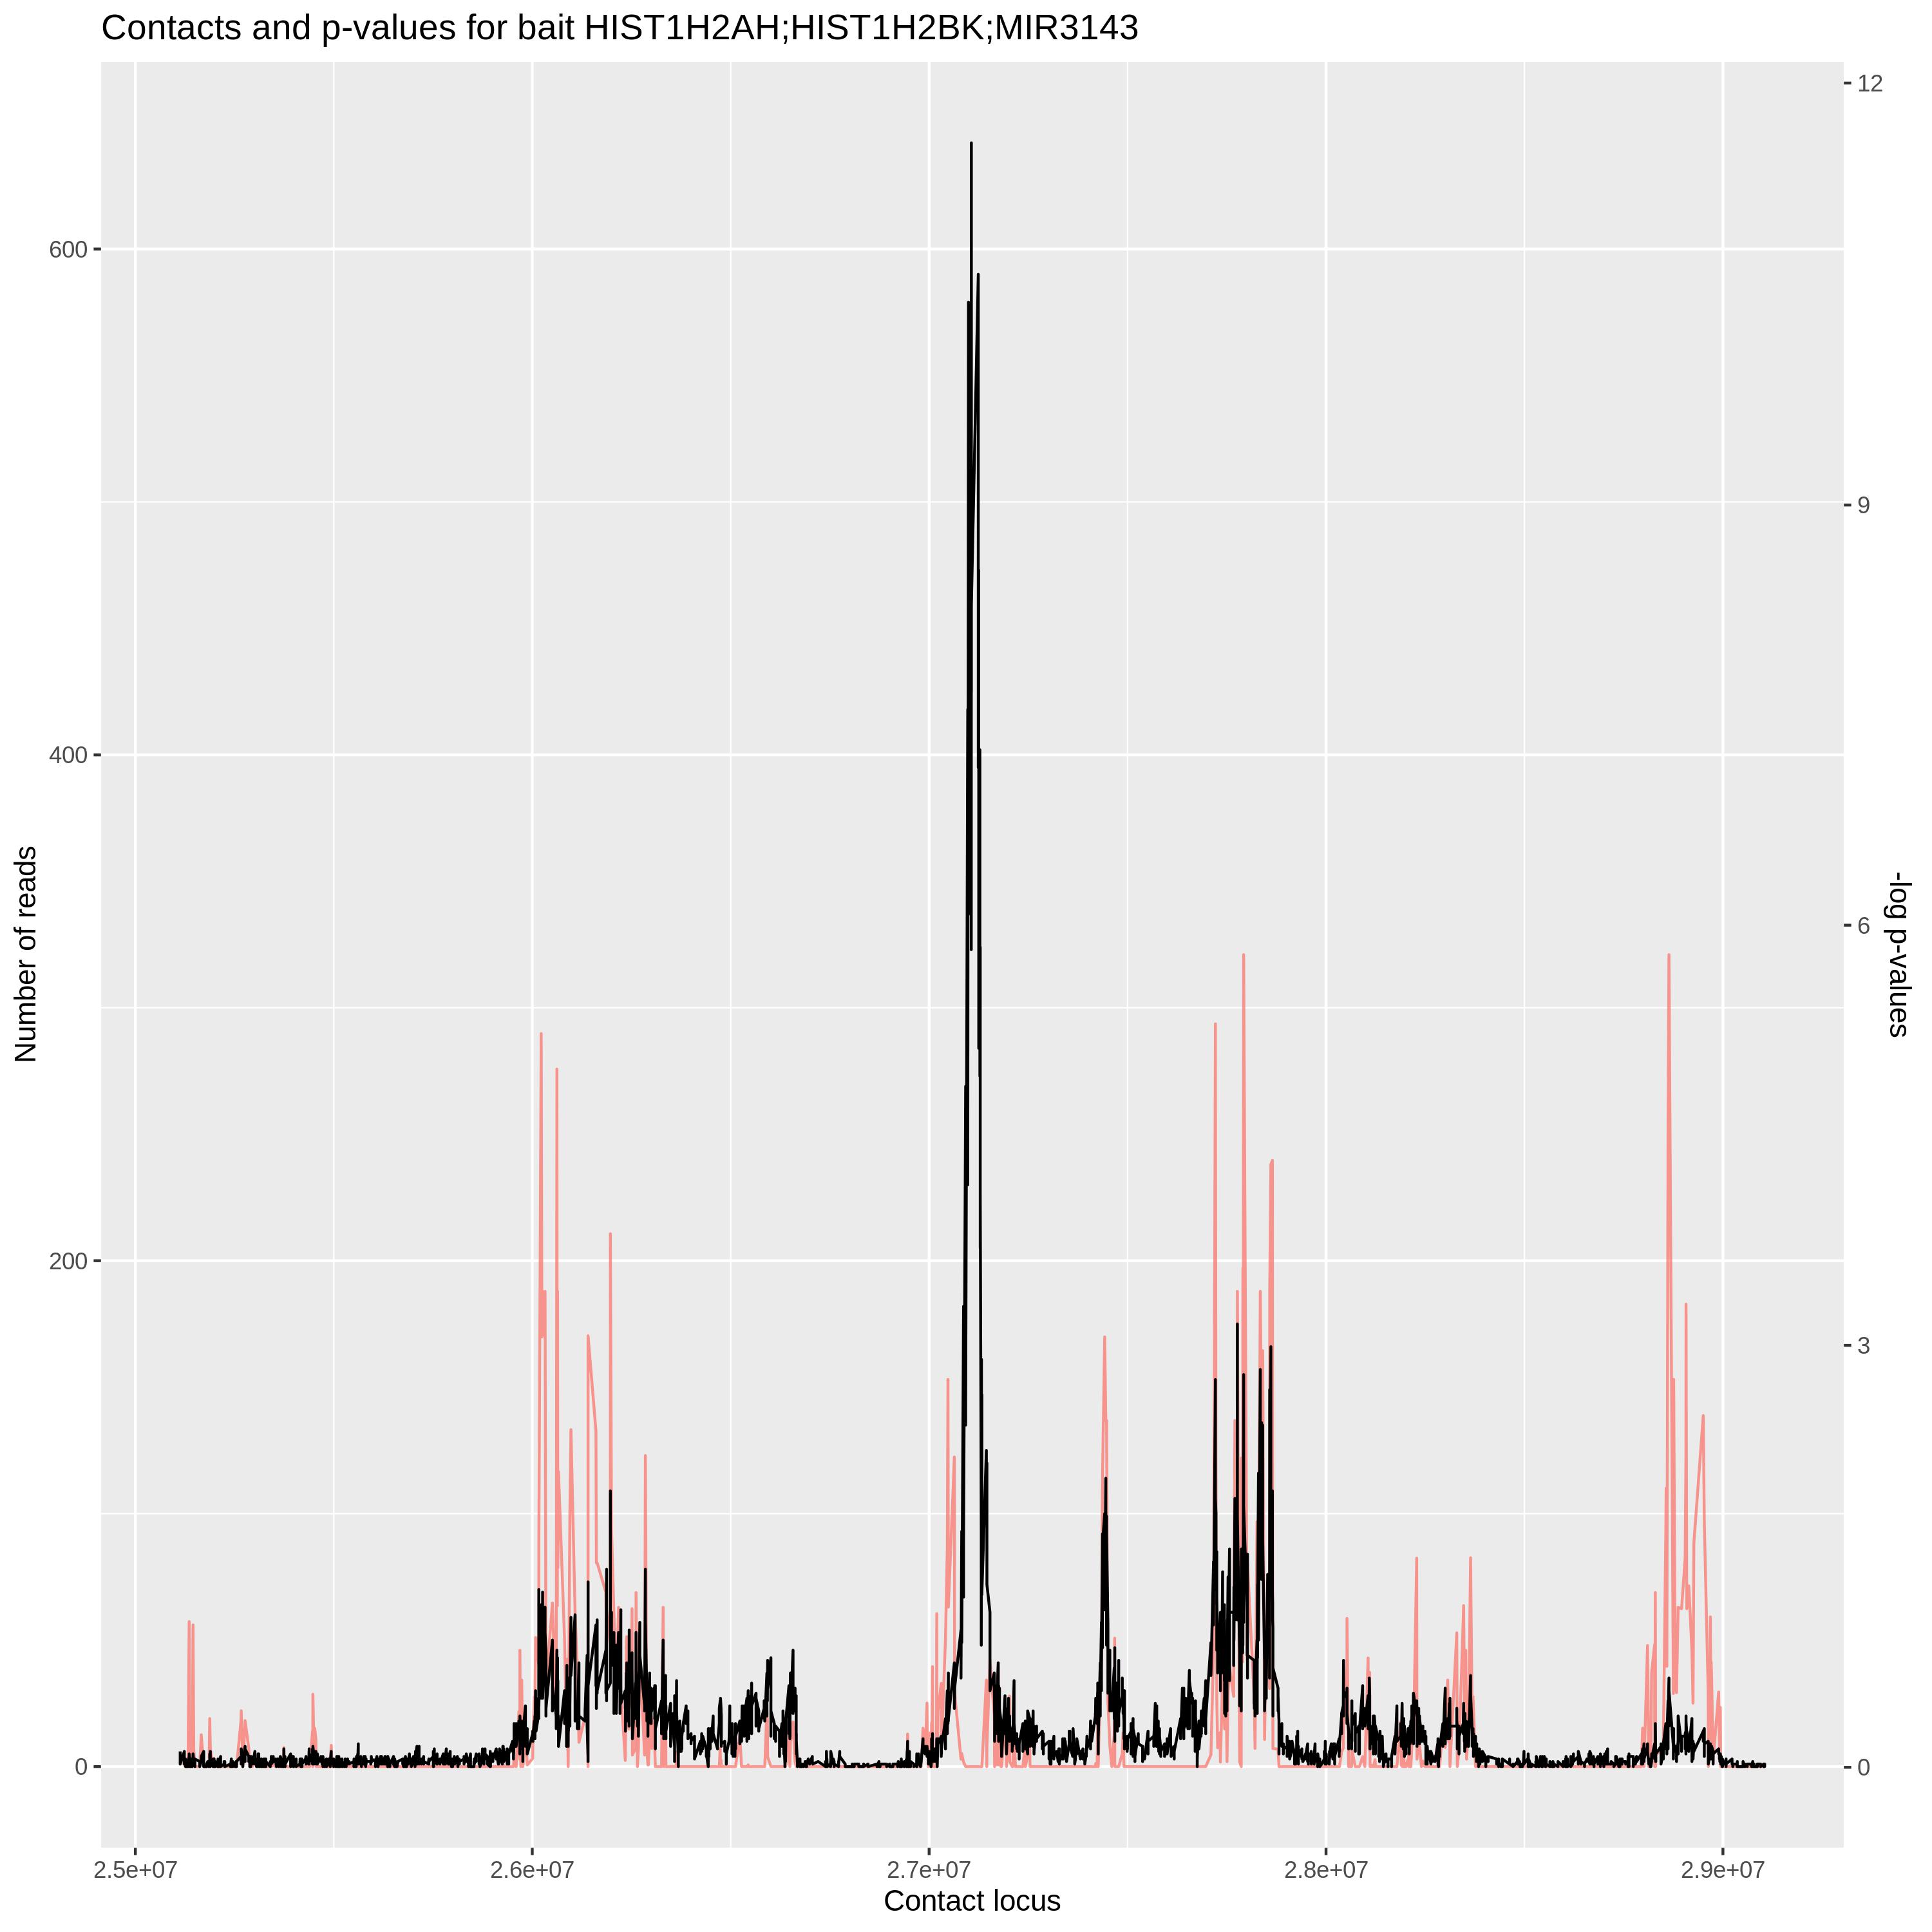 Contacts and p-values for bait HIST1H2AH;HIST1H2BK;MIR3143
12
600
9
400
6
200
3
0
0
Number of reads
-log p-values
2.5e+07 2.6e+07 2.7e+07 2.8e+07 2.9e+07
Contact locus